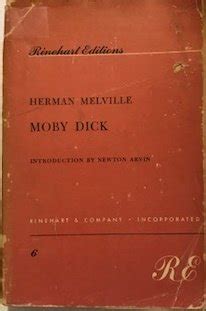 Rinehart Editions
HERMAN MELVILLE
MOBY DICK
INTRODUCTION BY NEWTON ARVIN
RINEHART & COMPANY · INCORPORATED
6
RE